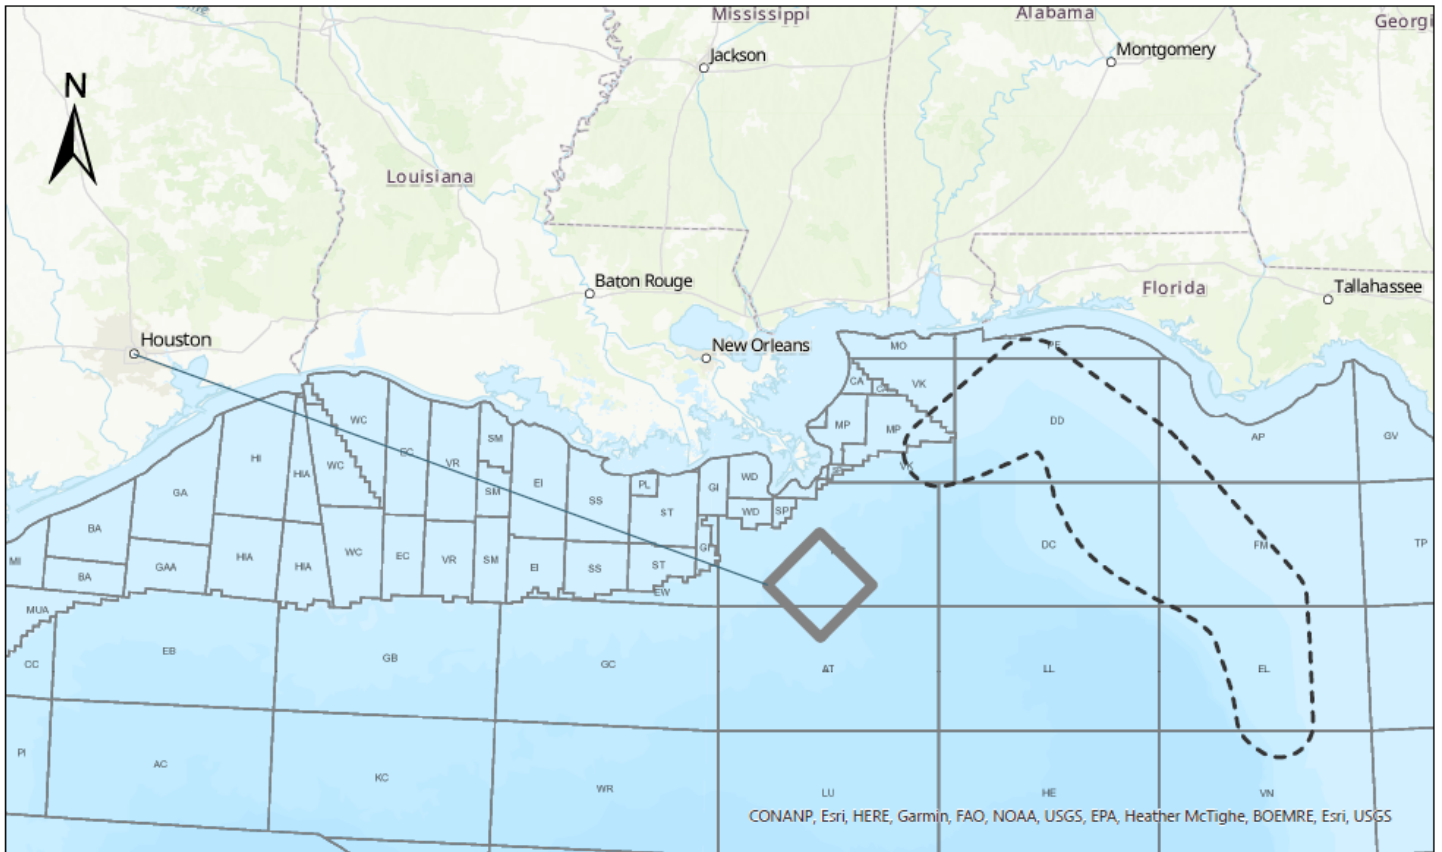 Mississippi
Alabama
Georgi
Jackson
Montgomery
N
Louisiana
Baton Rouge
Tallahassee
Florida
Houston
New Orleans
MO
PE
CA
VK
WC
DD
MP
MP
AP
GV
SM
EC
VR
WC
HI
HIA
VK
WD
PL
EI
SM
SS
GI
GA
WD
SP
ST
BA
DC
FM
TP
GI
WC
EC
VR
SM
HIA
HIA
MI
GAA
EI
SS
ST
BA
EW
MUA
EB
GB
CC
GC
AT
LL
EL
PI
AC
KC
WR
LU
HE
VN
CONANP, Esri, HERE, Garmin, FAO, NOAA, USGS, EPA, Heather McTighe, BOEMRE, Esri, USGS